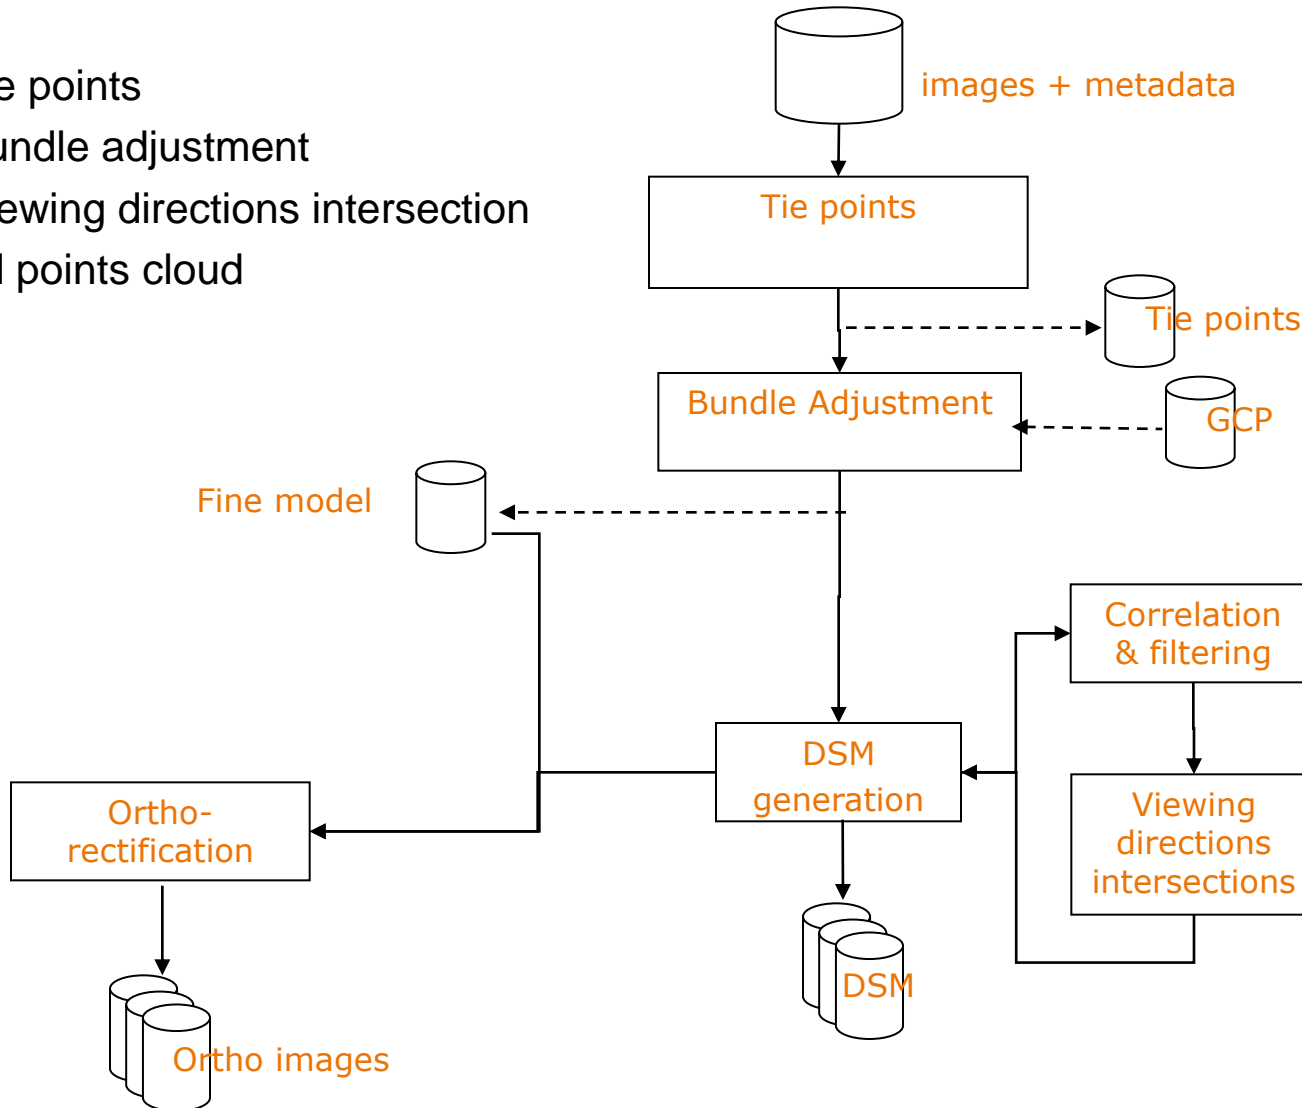 e points
undle adjustment
ewing directions intersection
points cloud
images + metadata
Tie points
Tie points
Bundle Adjustment
GCP
Fine model
Correlation
& filtering
DSM
generation
Viewing
directions
intersections
Ortho-
rectification
DSM
Ortho images